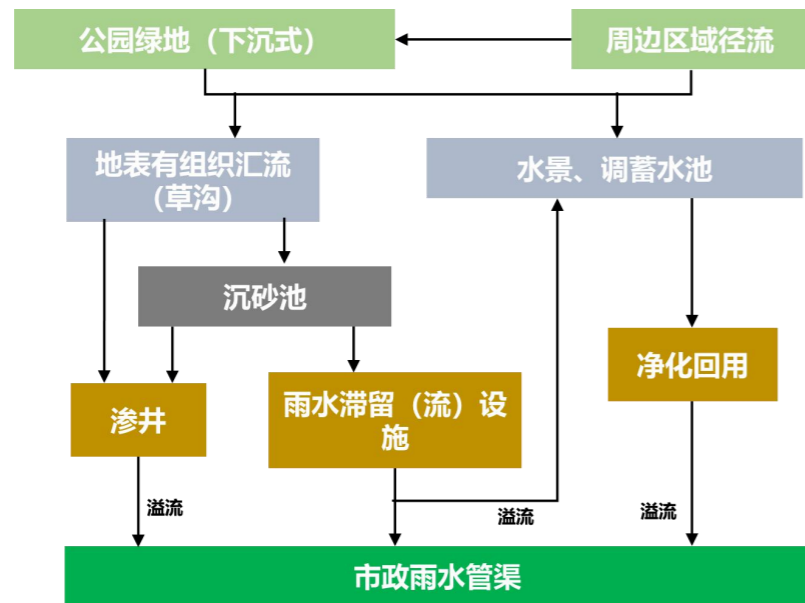 公园绿地（下沉式）
周边区域径流
地表有组织汇流
（草沟）
水景、调蓄水池
沉砂池
净化回用
渗井
雨水滞留（流）设
施
溢流
溢流
溢流
市政雨水管渠